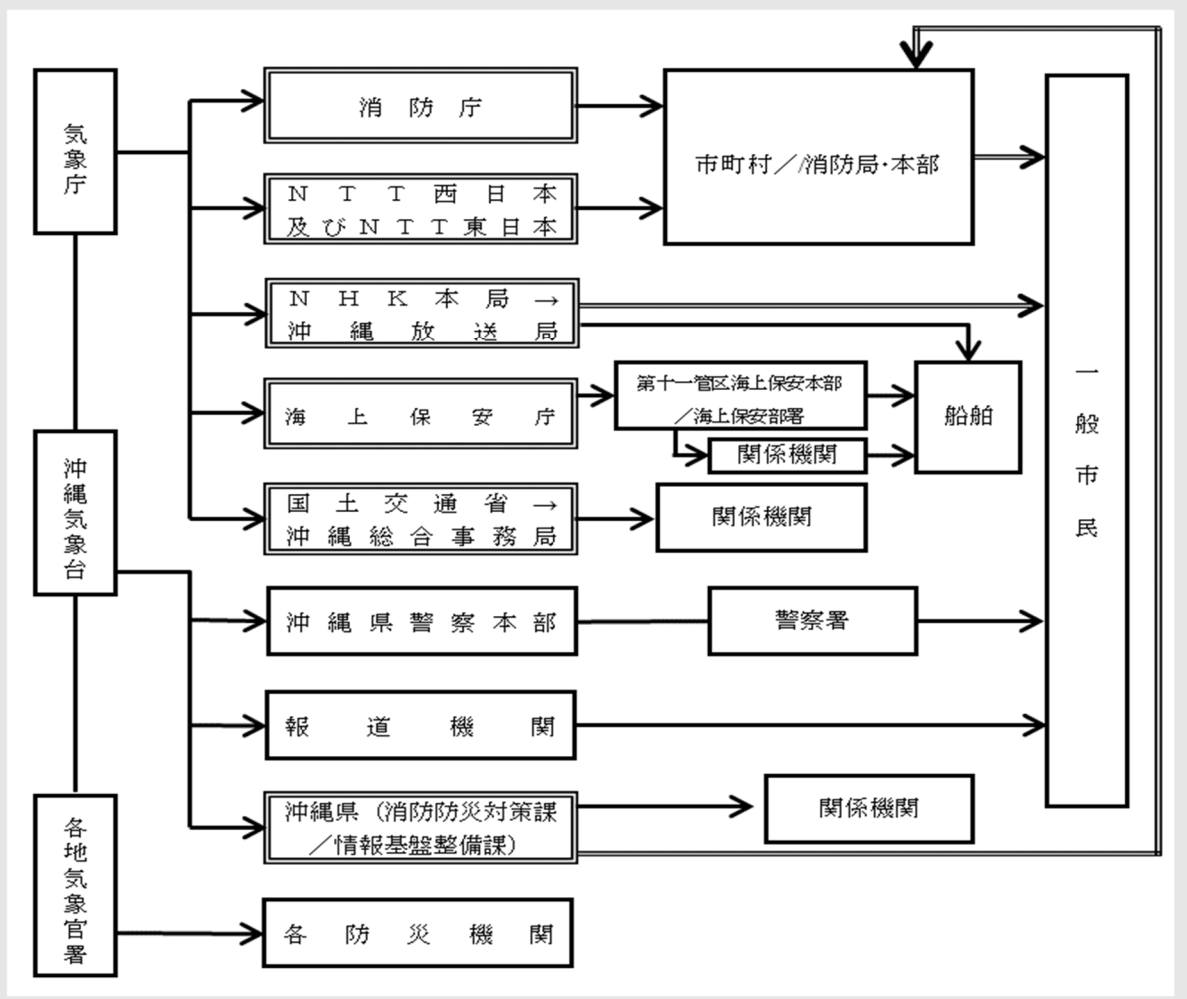 気象庁
消防庁
市町村／/消防局･本部
ＮＴＴ西日本
及びＮＴＴ東日本
ＮＨＫ本局→
沖縄放送局
海上保安庁
第十一管区海上保安本部
／海上保安部署
関係機関
船舶
一般市民
国土交通省→
沖縄総合事務局
関係機関
沖縄気象台
沖縄県警察本部
警察署
報道機関
沖縄県（消防防災対策課
／情報基盤整備課）
関係機関
各地気象官署
各防災機関